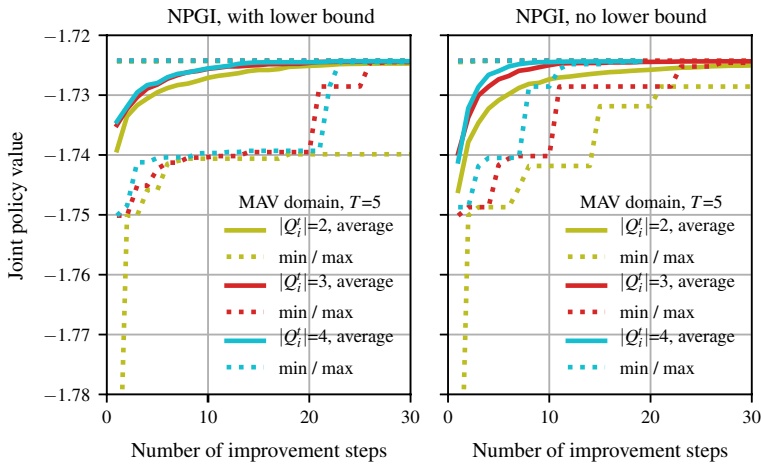 NPGI, with lower bound
NPGI, no lower bound
Joint policy value
−1.72
−1.73
−1.74
−1.75
−1.76
−1.77
−1.78
MAV domain, T=5
|Q_i^t|=2, average
min / max
|Q_i^t|=3, average
min / max
|Q_i^t|=4, average
min / max
MAV domain, T=5
|Q_i^t|=2, average
min / max
|Q_i^t|=3, average
min / max
|Q_i^t|=4, average
min / max
0 10 20 30
0 10 20 30
Number of improvement steps
Number of improvement steps